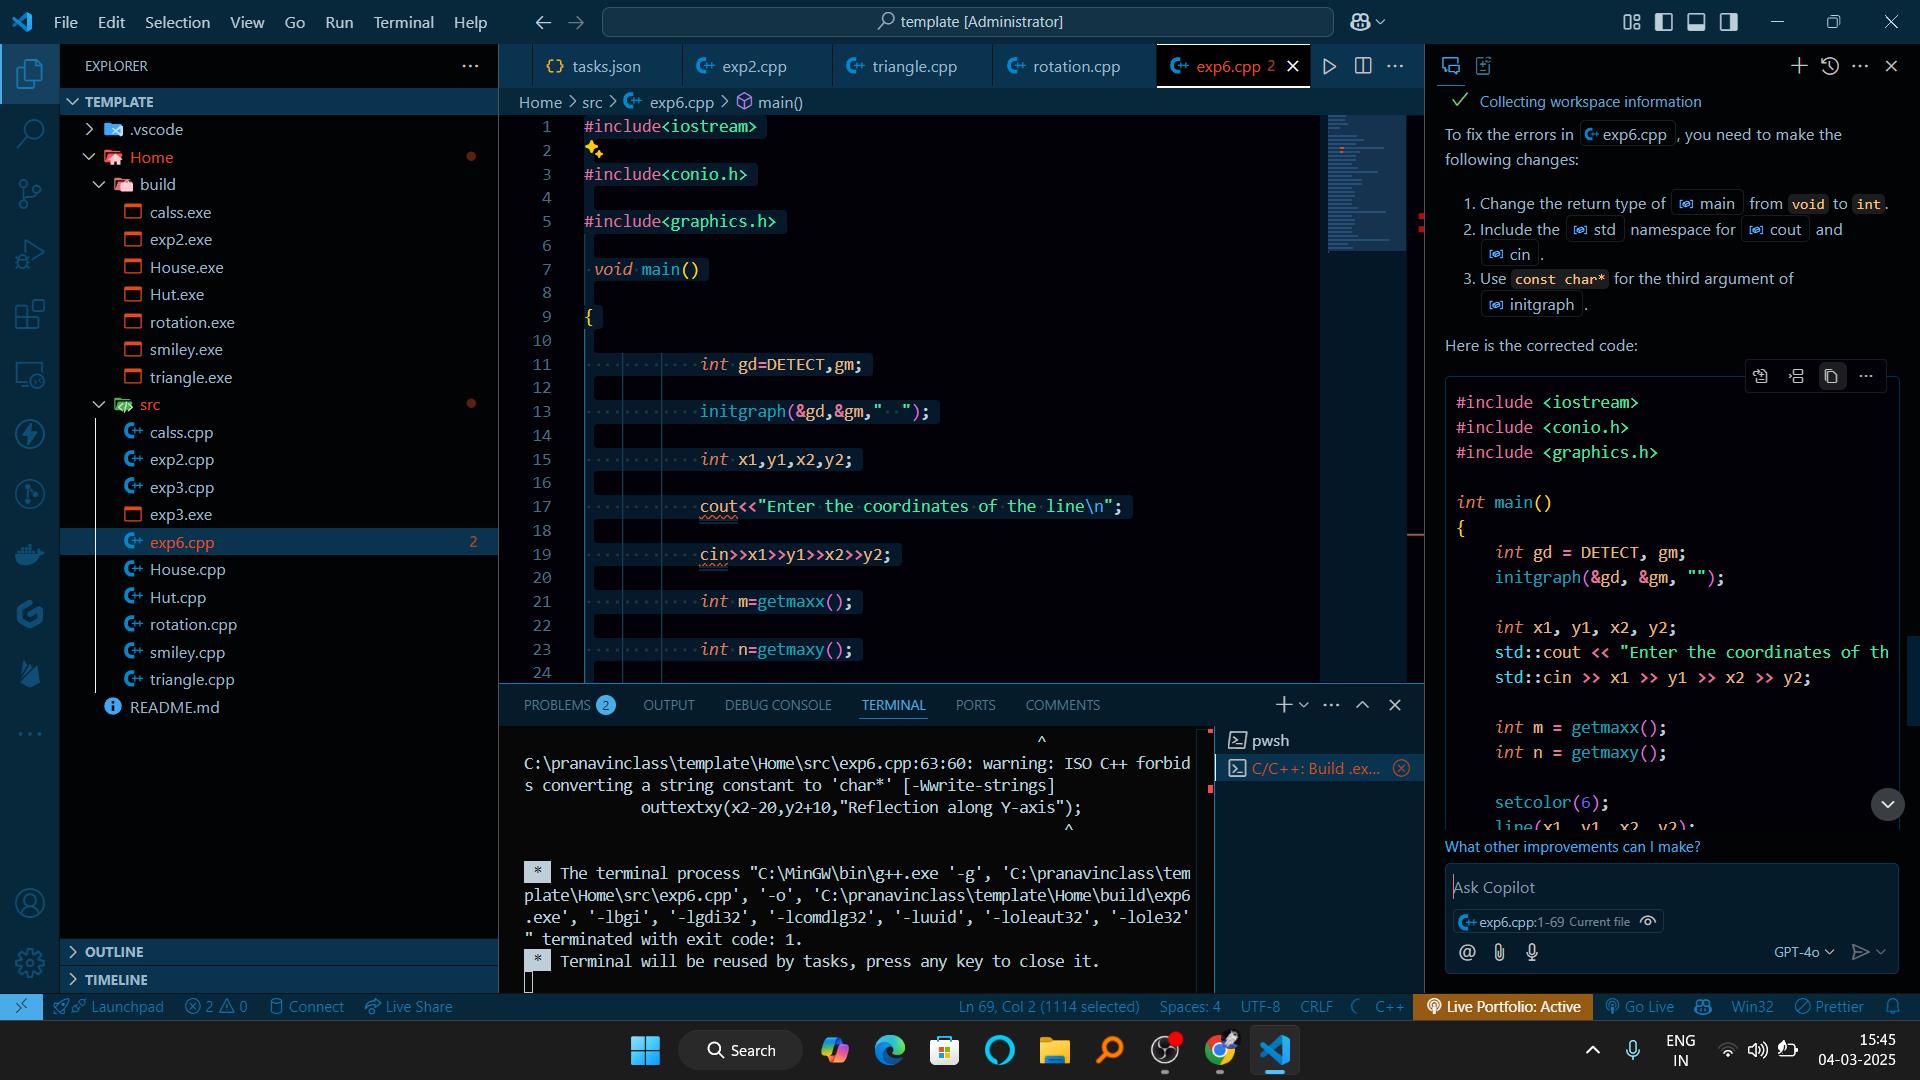 File Edit Selection View Go Run Terminal Help
template [Administrator]
EXPLORER
TEMPLATE
.vscode
Home
build
calss.exe
exp2.exe
House.exe
Hut.exe
rotation.exe
smiley.exe
triangle.exe
src
calss.cpp
exp2.cpp
exp3.cpp
exp3.exe
exp6.cpp 2
House.cpp
Hut.cpp
rotation.cpp
smiley.cpp
triangle.cpp
README.md
OUTLINE
TIMELINE
tasks.json exp2.cpp triangle.cpp rotation.cpp exp6.cpp 2
Home > src > exp6.cpp > main()
1 #include<iostream>
2
3 #include<conio.h>
4
5 #include<graphics.h>
6
7 void main()
8
9 {
10
11 int gd=DETECT,gm;
12
13 initgraph(&gd,&gm,"  ");
14
15 int x1,y1,x2,y2;
16
17 cout<<"Enter the coordinates of the line\n";
18
19 cin>>x1>>y1>>x2>>y2;
20
21 int m=getmaxx();
22
23 int n=getmaxy();
24
PROBLEMS 2 OUTPUT DEBUG CONSOLE TERMINAL PORTS COMMENTS
^
C:\pranavinclass\template\Home\src\exp6.cpp:63:60: warning: ISO C++ forbid
s converting a string constant to 'char*' [-Wwrite-strings]
outtextxy(x2-20,y2+10,"Reflection along Y-axis");
^
* The terminal process "C:\MinGW\bin\g++.exe '-g', 'C:\pranavinclass\tem
plate\Home\src\exp6.cpp', '-o', 'C:\pranavinclass\template\Home\build\exp6
.exe', '-lbgi', '-lgdi32', '-lcomdlg32', '-luuid', '-loleaut32', '-lole32'
" terminated with exit code: 1.
* Terminal will be reused by tasks, press any key to close it.
pwsh
C/C++: Build .ex...
Collecting workspace information
To fix the errors in exp6.cpp , you need to make the
following changes:
1. Change the return type of main from void to int.
2. Include the std namespace for cout and
cin .
3. Use const char* for the third argument of
initgraph .
Here is the corrected code:
#include <iostream>
#include <conio.h>
#include <graphics.h>
int main()
{
int gd = DETECT, gm;
initgraph(&gd, &gm, "");
int x1, y1, x2, y2;
std::cout << "Enter the coordinates of th
std::cin >> x1 >> y1 >> x2 >> y2;
int m = getmaxx();
int n = getmaxy();
setcolor(6);
line(x1, y1, x2, y2);
What other improvements can I make?
Ask Copilot
exp6.cpp:1-69 Current file
@ GPT-4o
Launchpad 2 0 Connect Live Share Ln 69, Col 2 (1114 selected) Spaces: 4 UTF-8 CRLF C++ Live Portfolio: Active Go Live Win32 Prettier
Search
ENG
IN
15:45
04-03-2025